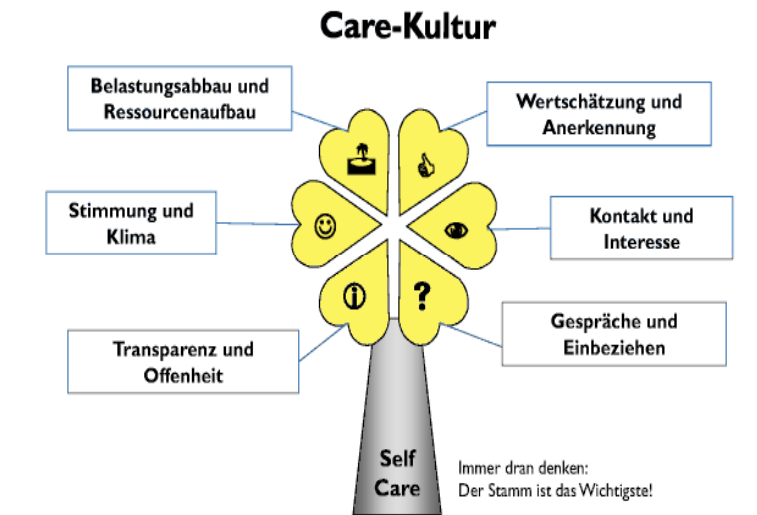 Care-Kultur
Belastungsabbau und
Ressourcenaufbau
Wertschätzung und
Anerkennung
Stimmung und
Klima
Kontakt und
Interesse
i
?
Transparenz und
Offenheit
Gespräche und
Einbeziehen
Self
Care
Immer dran denken:
Der Stamm ist das Wichtigste!